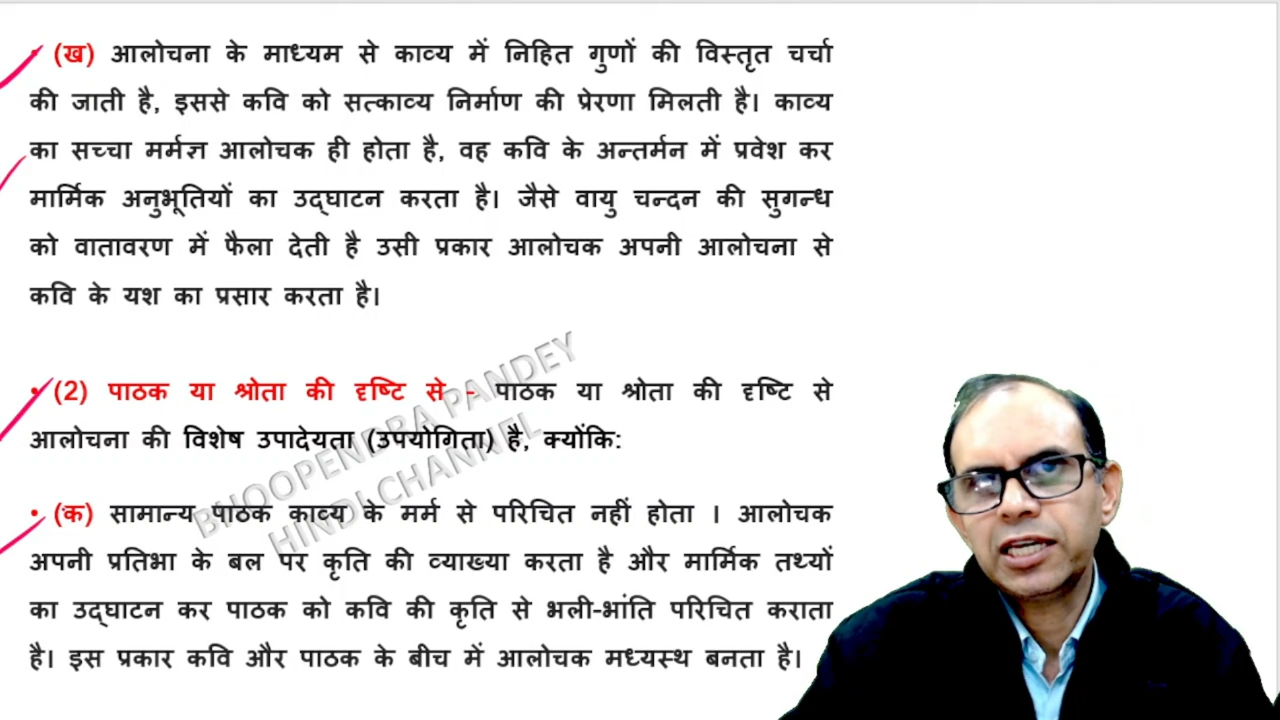 • (ख) आलोचना के माध्यम से काव्य में निहित गुणों की विस्तृत चर्चा
की जाती है, इससे कवि को सत्काव्य निर्माण की प्रेरणा मिलती है। काव्य
का सच्चा मर्मज्ञ आलोचक ही होता है, वह कवि के अन्तर्मन में प्रवेश कर
मार्मिक अनुभूतियों का उद्घाटन करता है। जैसे वायु चन्दन की सुगन्ध
को वातावरण में फैला देती है उसी प्रकार आलोचक अपनी आलोचना से
कवि के यश का प्रसार करता है।
• (2) पाठक या श्रोता की दृष्टि से - पाठक या श्रोता की दृष्टि से
आलोचना की विशेष उपादेयता (उपयोगिता) है, क्योंकि:
• (क) सामान्य पाठक काव्य के मर्म से परिचित नहीं होता । आलोचक
अपनी प्रतिभा के बल पर कृति की व्याख्या करता है और मार्मिक तथ्यों
का उद्घाटन कर पाठक को कवि की कृति से भली-भांति परिचित कराता
है। इस प्रकार कवि और पाठक के बीच में आलोचक मध्यस्थ बनता है।
BHOOPENDRA PANDEY
HINDI CHANNEL